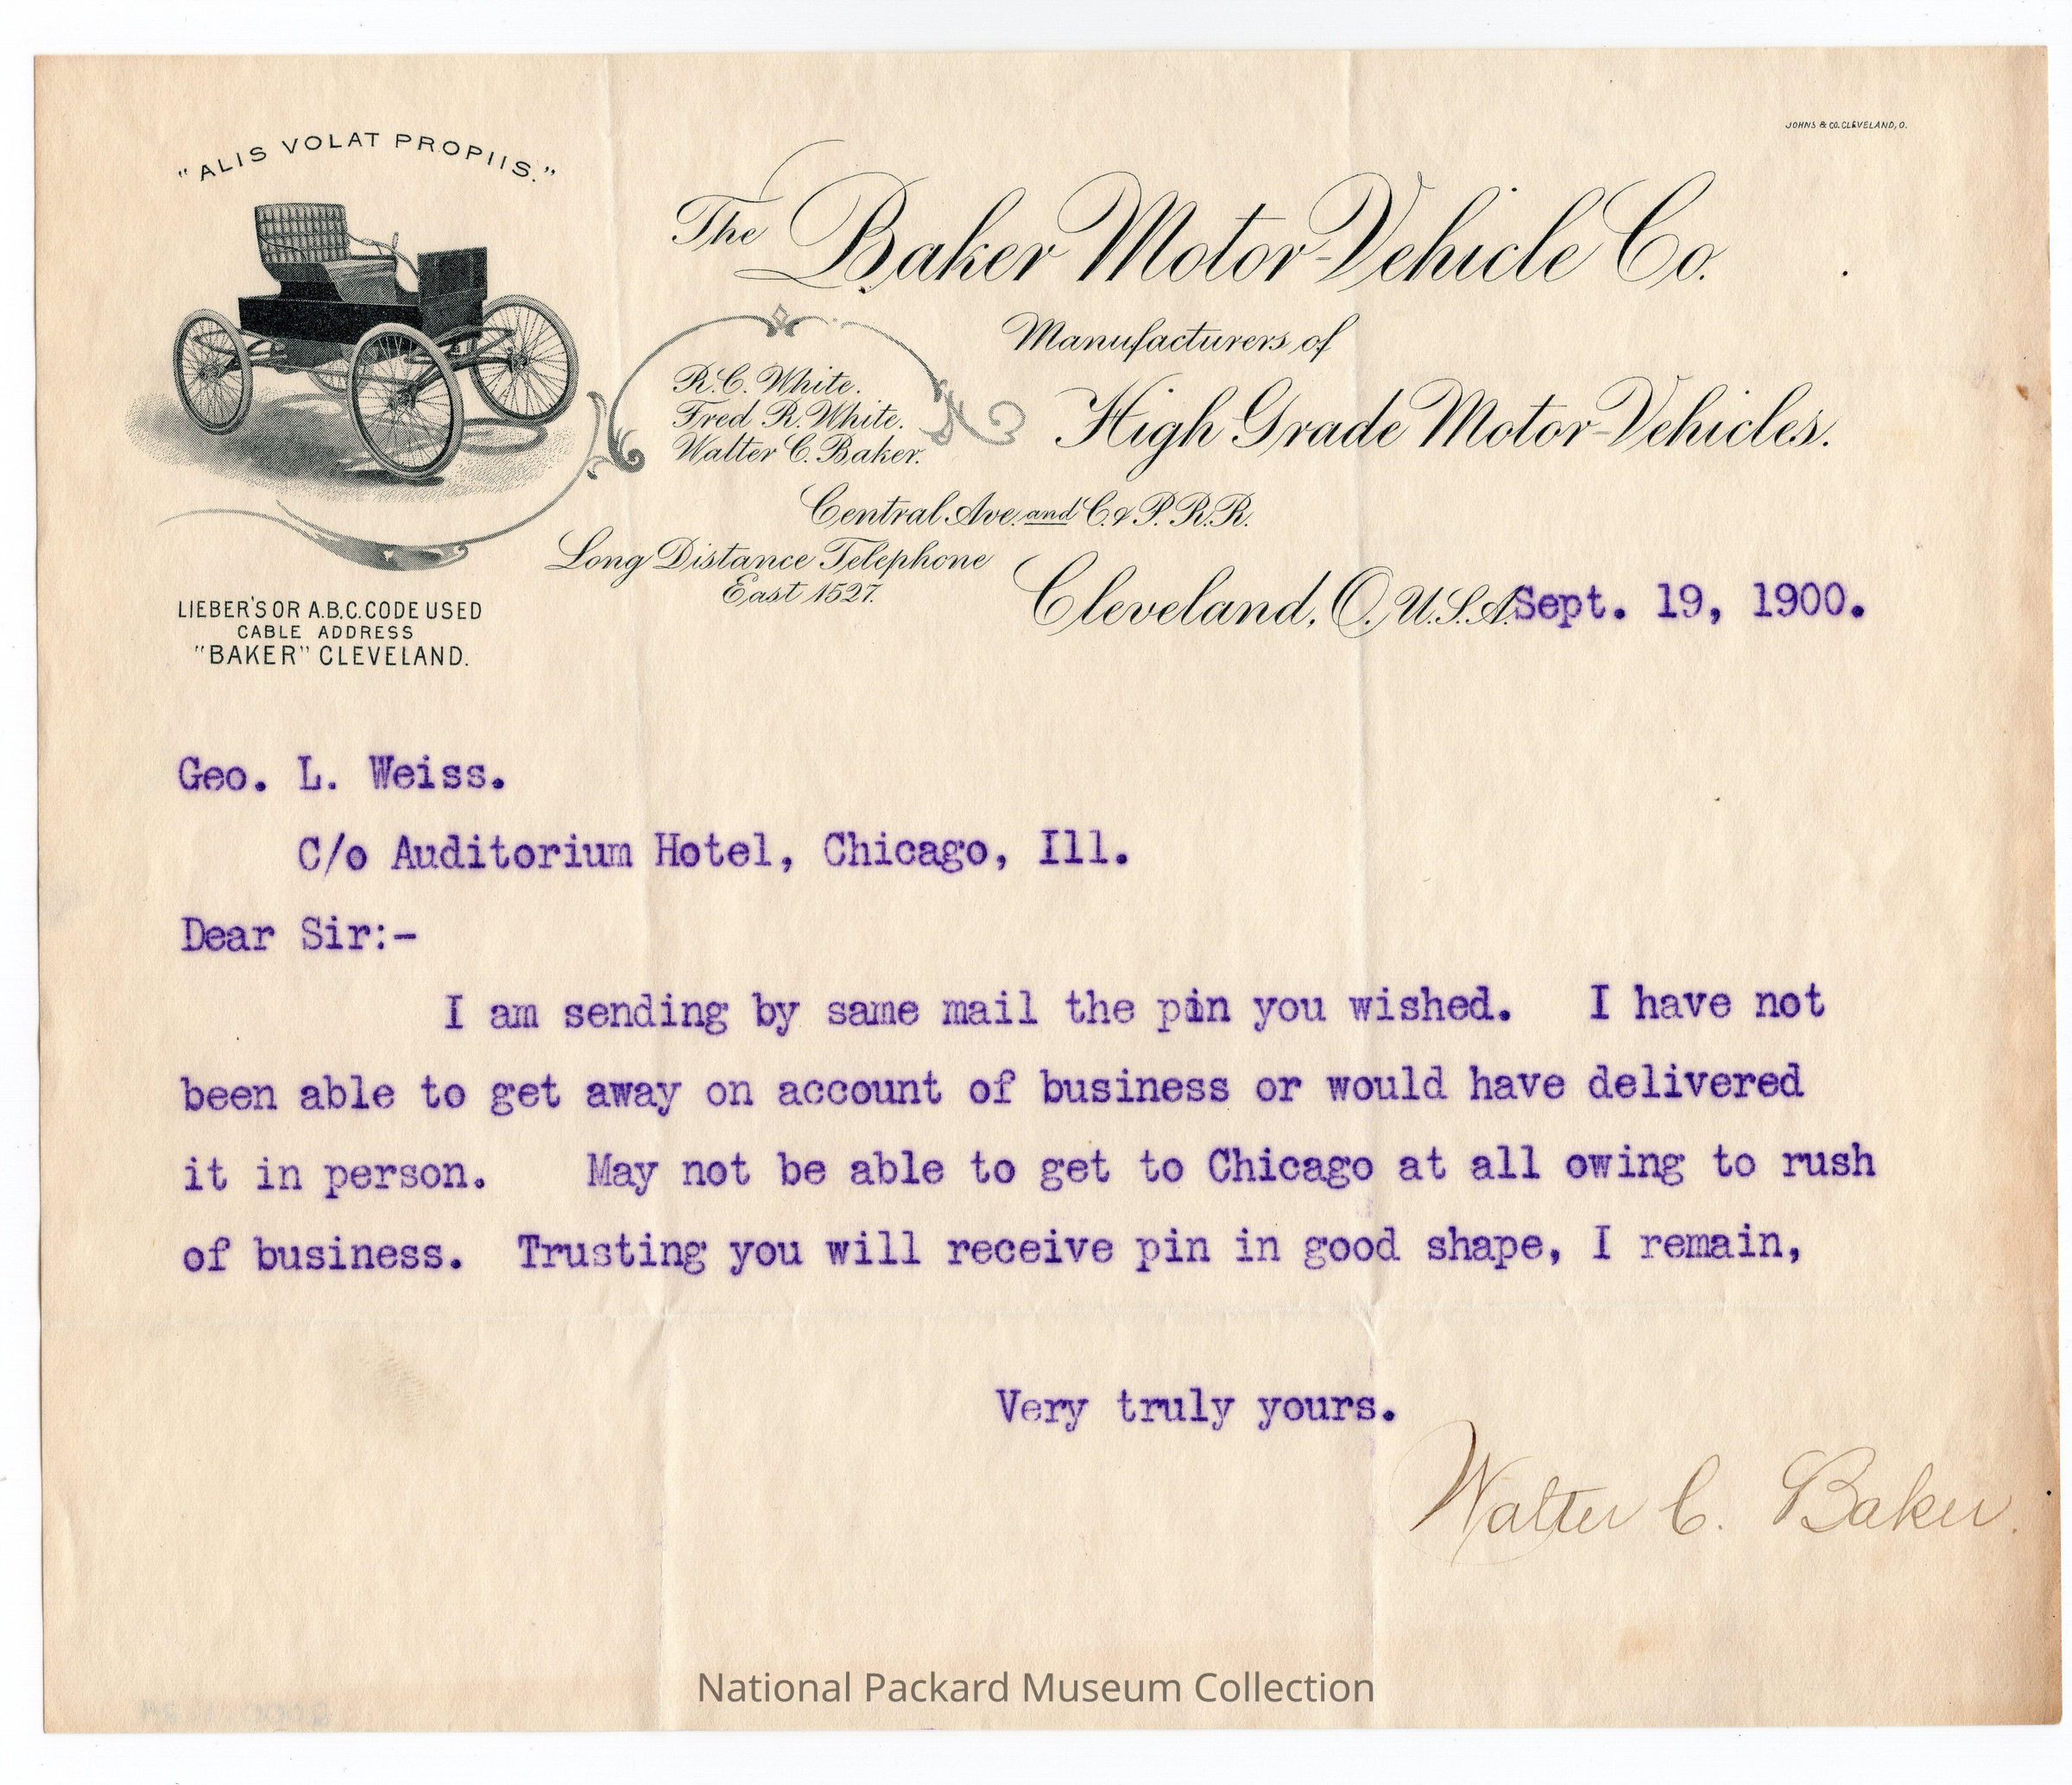 JOHNS & CO. CLEVELAND, O.
"ALIS VOLAT PROPIIS."
The Baker Motor-Vehicle Co.
Manufacturers of
R. C. White.
Fred R. White.
Walter C. Baker.
High Grade Motor-Vehicles.
Central Ave. and C. & P. R.R.
Long Distance Telephone
East 1527.
Cleveland, O. U.S.A. Sept. 19, 1900.
LIEBER'S OR A.B.C. CODE USED
CABLE ADDRESS
"BAKER" CLEVELAND.
Geo. L. Weiss.
C/o Auditorium Hotel, Chicago, Ill.
Dear Sir:-
I am sending by same mail the pin you wished. I have not
been able to get away on account of business or would have delivered
it in person. May not be able to get to Chicago at all owing to rush
of business. Trusting you will receive pin in good shape, I remain,
Very truly yours.
Walter C. Baker.
National Packard Museum Collection